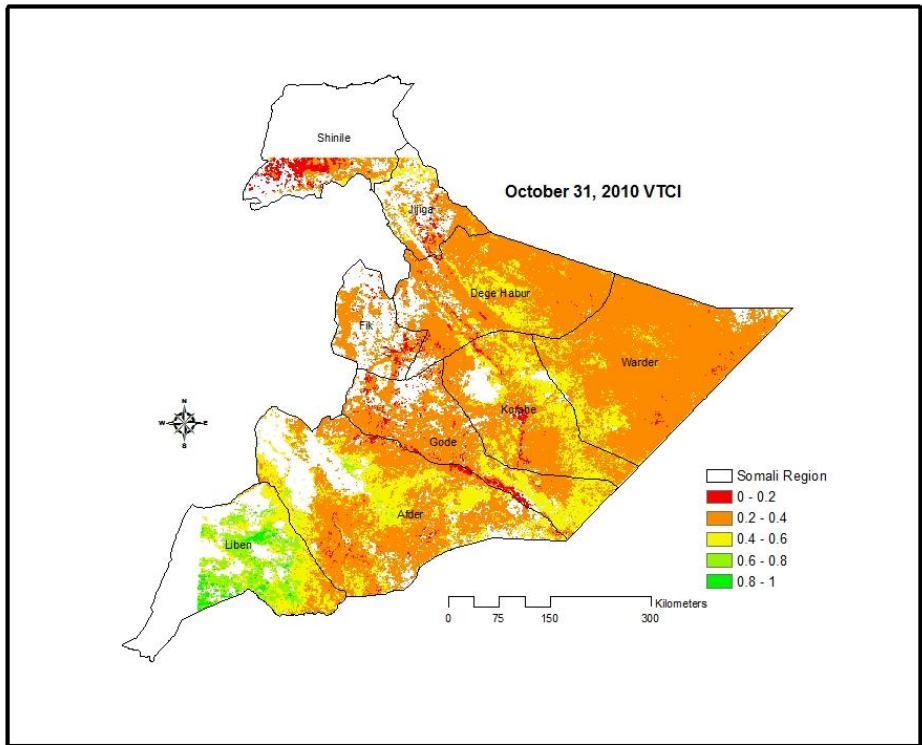 Shinile
October 31, 2010 VTCI
Jijiga
Dege Habur
Fik
Warder
Korahe
N
W E
S
Gode
Somali Region
0 - 0.2
Afder
0.2 - 0.4
0.4 - 0.6
Liben
0.6 - 0.8
0.8 - 1
Kilometers
0 75 150 300